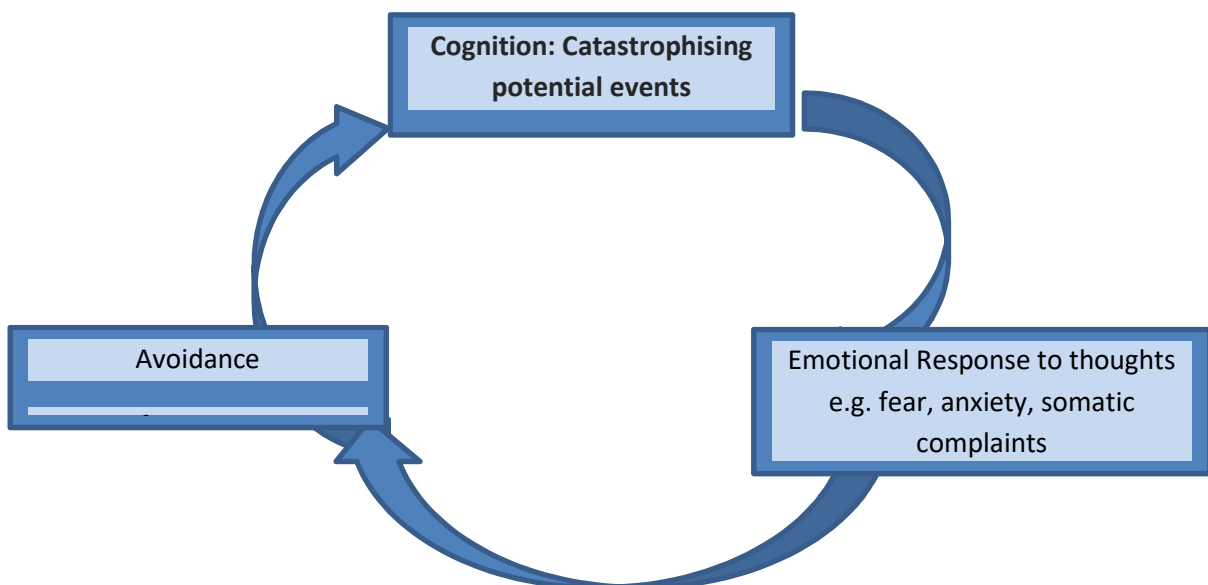 Cognition: Catastrophising
potential events
Avoidance
Emotional Response to thoughts
e.g. fear, anxiety, somatic
complaints